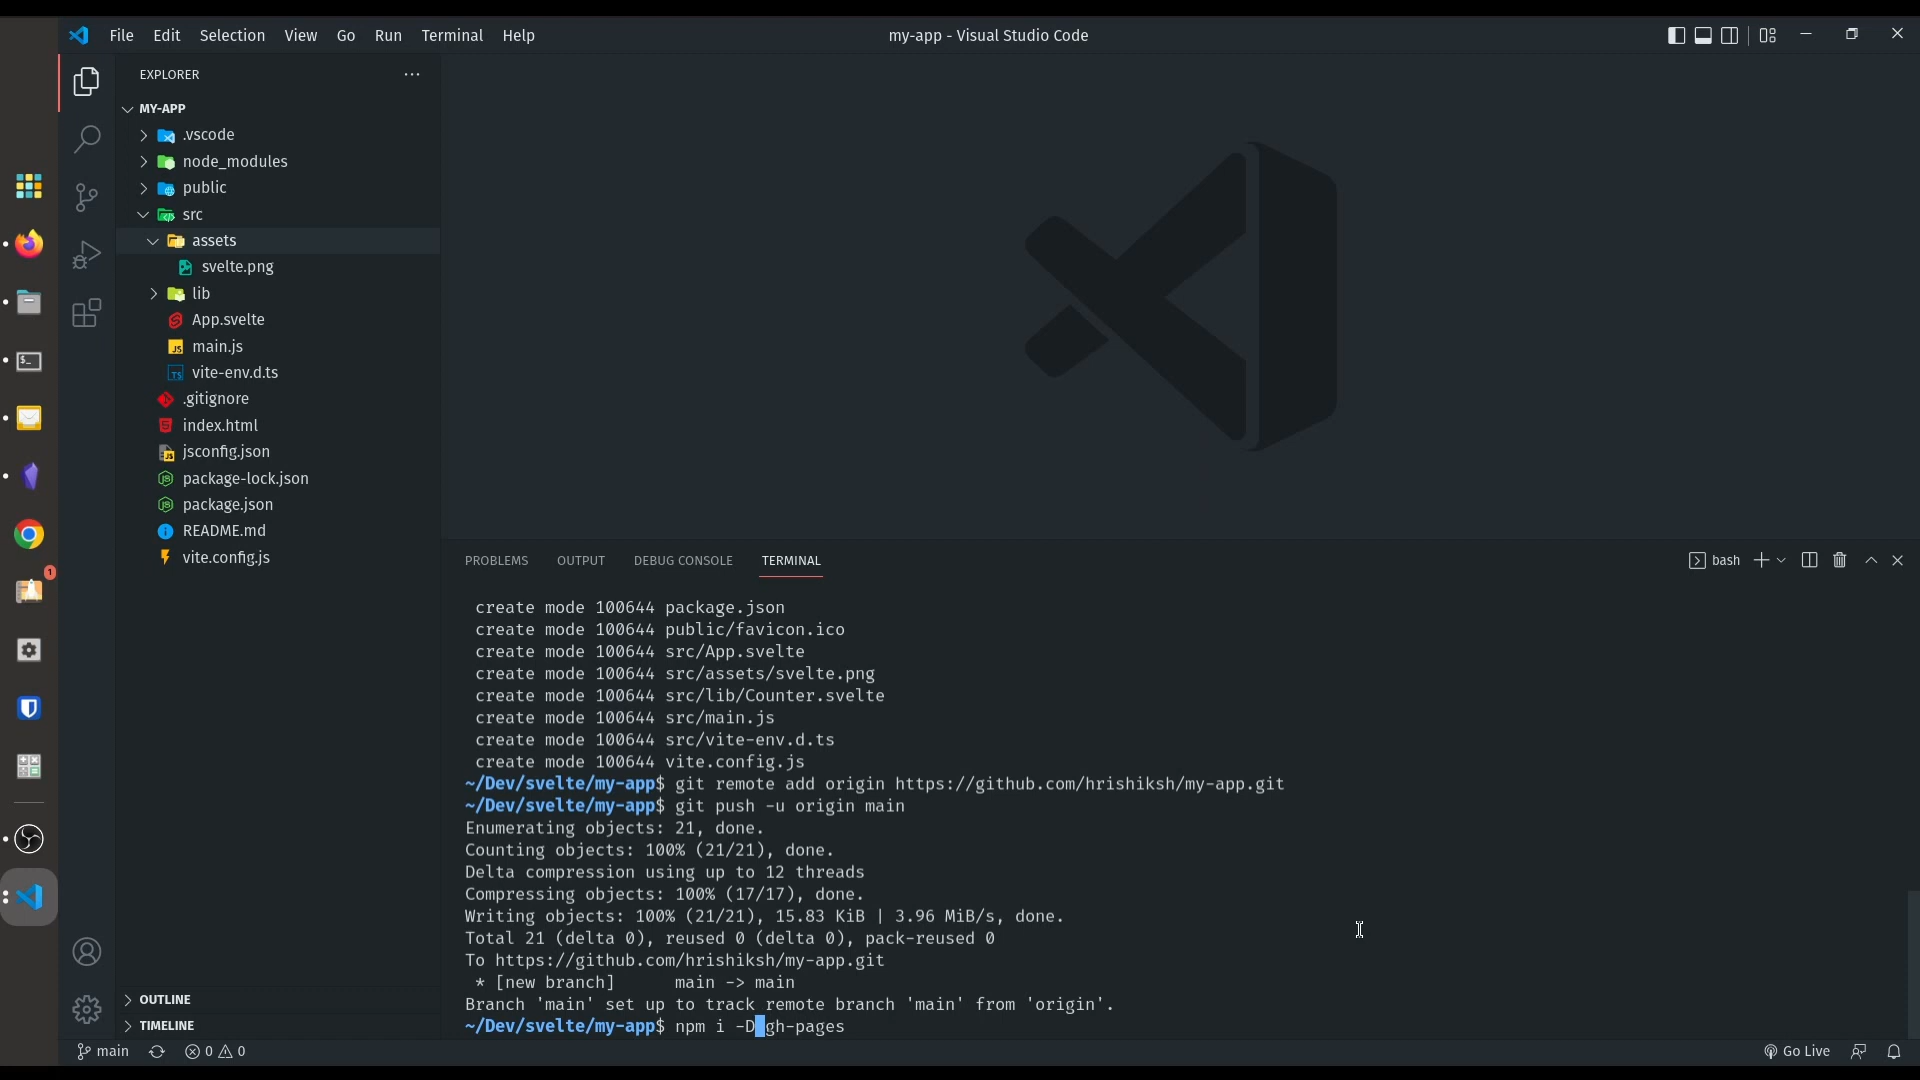 File Edit Selection View Go Run Terminal Help
my-app - Visual Studio Code
EXPLORER
MY-APP
.vscode
node_modules
public
src
assets
svelte.png
lib
App.svelte
main.js
vite-env.d.ts
.gitignore
index.html
jsconfig.json
package-lock.json
package.json
README.md
vite.config.js
OUTLINE
TIMELINE
PROBLEMS OUTPUT DEBUG CONSOLE TERMINAL
bash
create mode 100644 package.json
create mode 100644 public/favicon.ico
create mode 100644 src/App.svelte
create mode 100644 src/assets/svelte.png
create mode 100644 src/lib/Counter.svelte
create mode 100644 src/main.js
create mode 100644 src/vite-env.d.ts
create mode 100644 vite.config.js
~/Dev/svelte/my-app$ git remote add origin https://github.com/hrishiksh/my-app.git
~/Dev/svelte/my-app$ git push -u origin main
Enumerating objects: 21, done.
Counting objects: 100% (21/21), done.
Delta compression using up to 12 threads
Compressing objects: 100% (17/17), done.
Writing objects: 100% (21/21), 15.83 KiB | 3.96 MiB/s, done.
Total 21 (delta 0), reused 0 (delta 0), pack-reused 0
To https://github.com/hrishiksh/my-app.git
* [new branch] main -> main
Branch 'main' set up to track remote branch 'main' from 'origin'.
~/Dev/svelte/my-app$ npm i -D gh-pages
1
main 0 0
Go Live